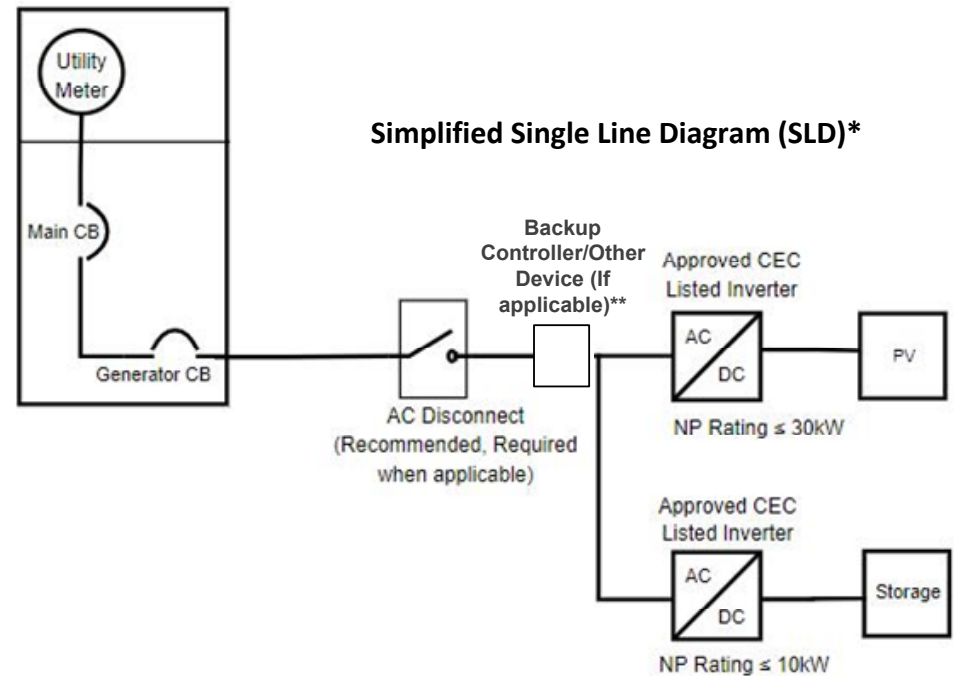 Utility
Meter
Simplified Single Line Diagram (SLD)*
Main CB
Generator CB
AC Disconnect
(Recommended, Required
when applicable)
Backup
Controller/Other
Device (If
applicable)**
Approved CEC
Listed Inverter
AC
DC
NP Rating ≤ 30kW
PV
Approved CEC
Listed Inverter
AC
DC
NP Rating ≤ 10kW
Storage